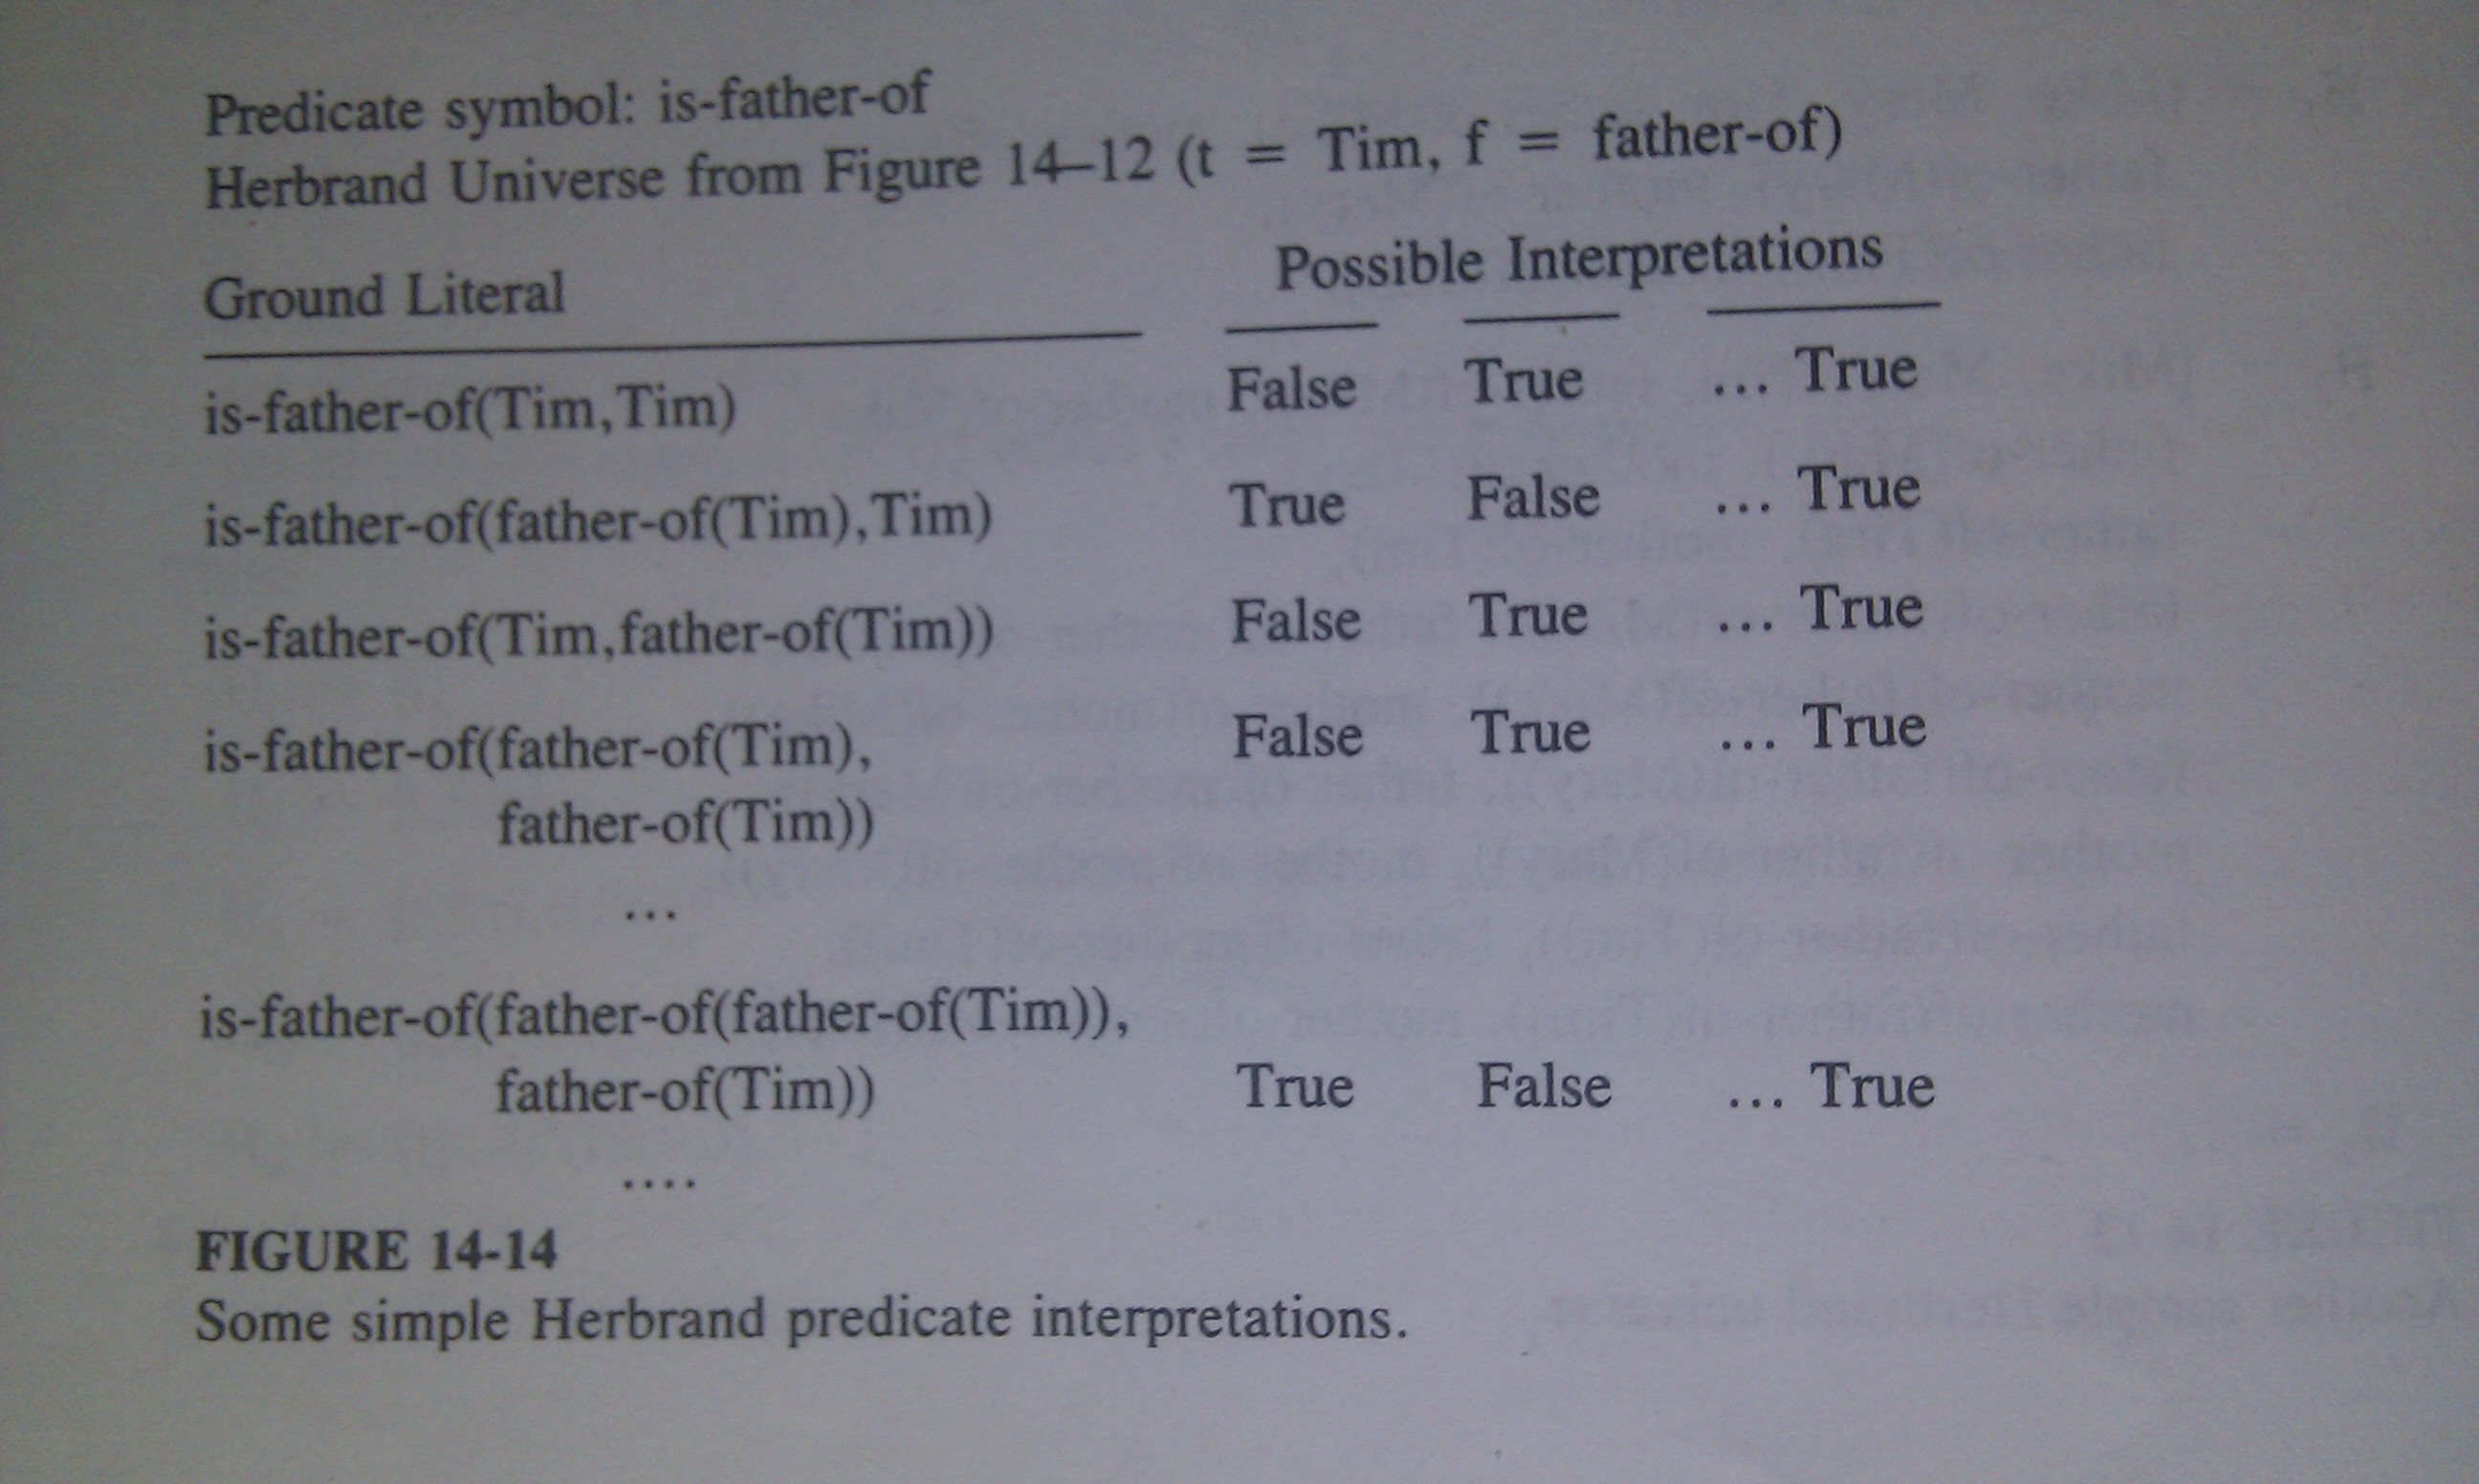 Predicate symbol: is-father-of
Herbrand Universe from Figure 14–12 (t = Tim, f = father-of)
Possible Interpretations
Ground Literal
is-father-of(Tim,Tim) False True ... True
is-father-of(father-of(Tim),Tim) True False ... True
is-father-of(Tim,father-of(Tim)) False True ... True
is-father-of(father-of(Tim), False True ... True
father-of(Tim))
...
is-father-of(father-of(father-of(Tim)),
father-of(Tim)) True False ... True
....
FIGURE 14-14
Some simple Herbrand predicate interpretations.